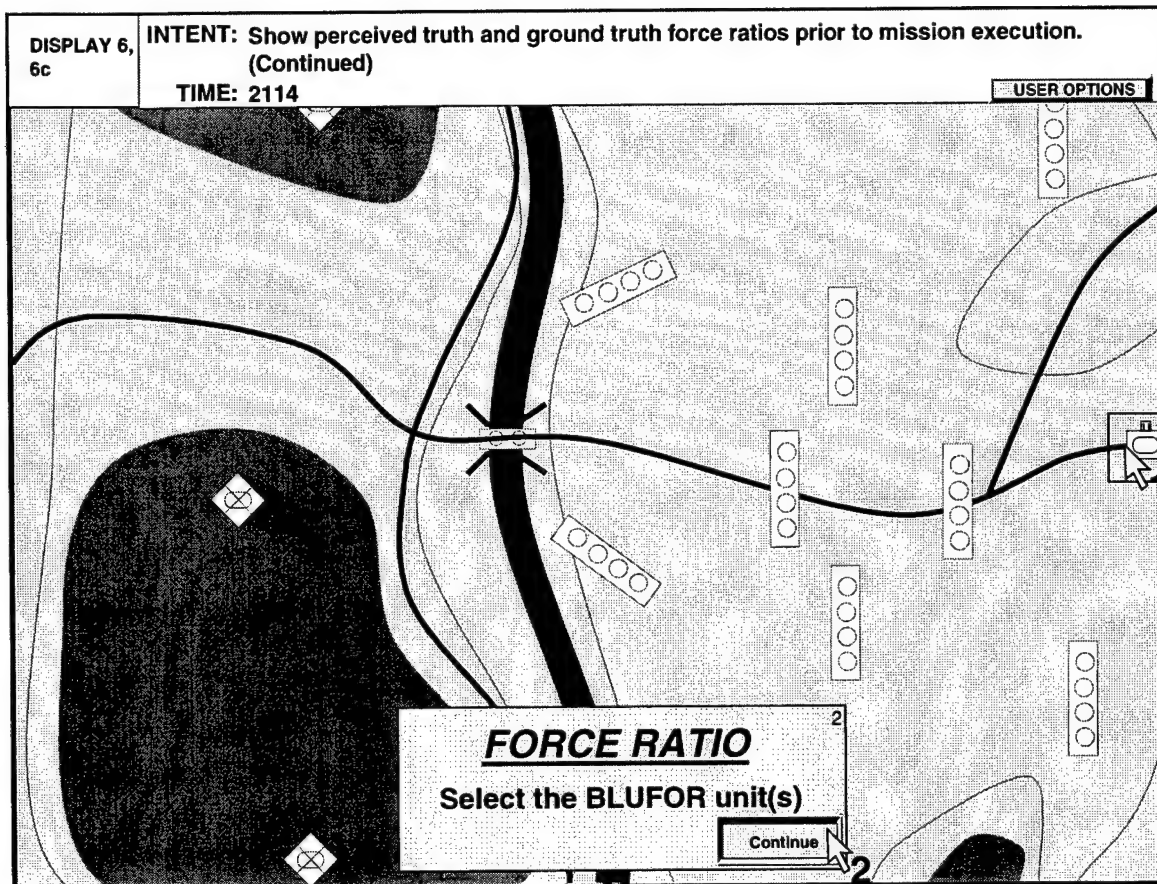 DISPLAY 6,
6c
INTENT: Show perceived truth and ground truth force ratios prior to mission execution.
(Continued)
TIME: 2114
USER OPTIONS
2
FORCE RATIO
Select the BLUFOR unit(s)
Continue
2